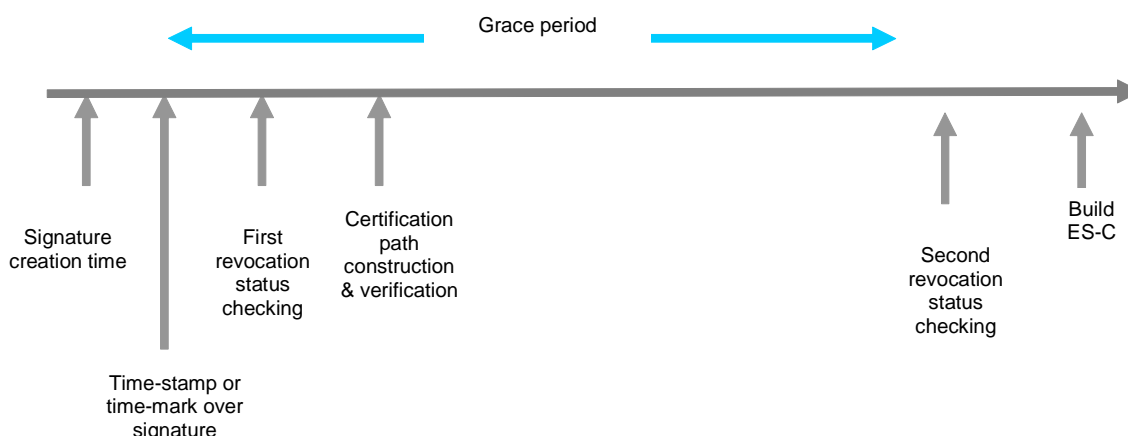 Grace period
Signature
creation time
Time-stamp or
time-mark over
signature
First
revocation
status
checking
Certification
path
construction
& verification
Second
revocation
status
checking
Build
ES-C